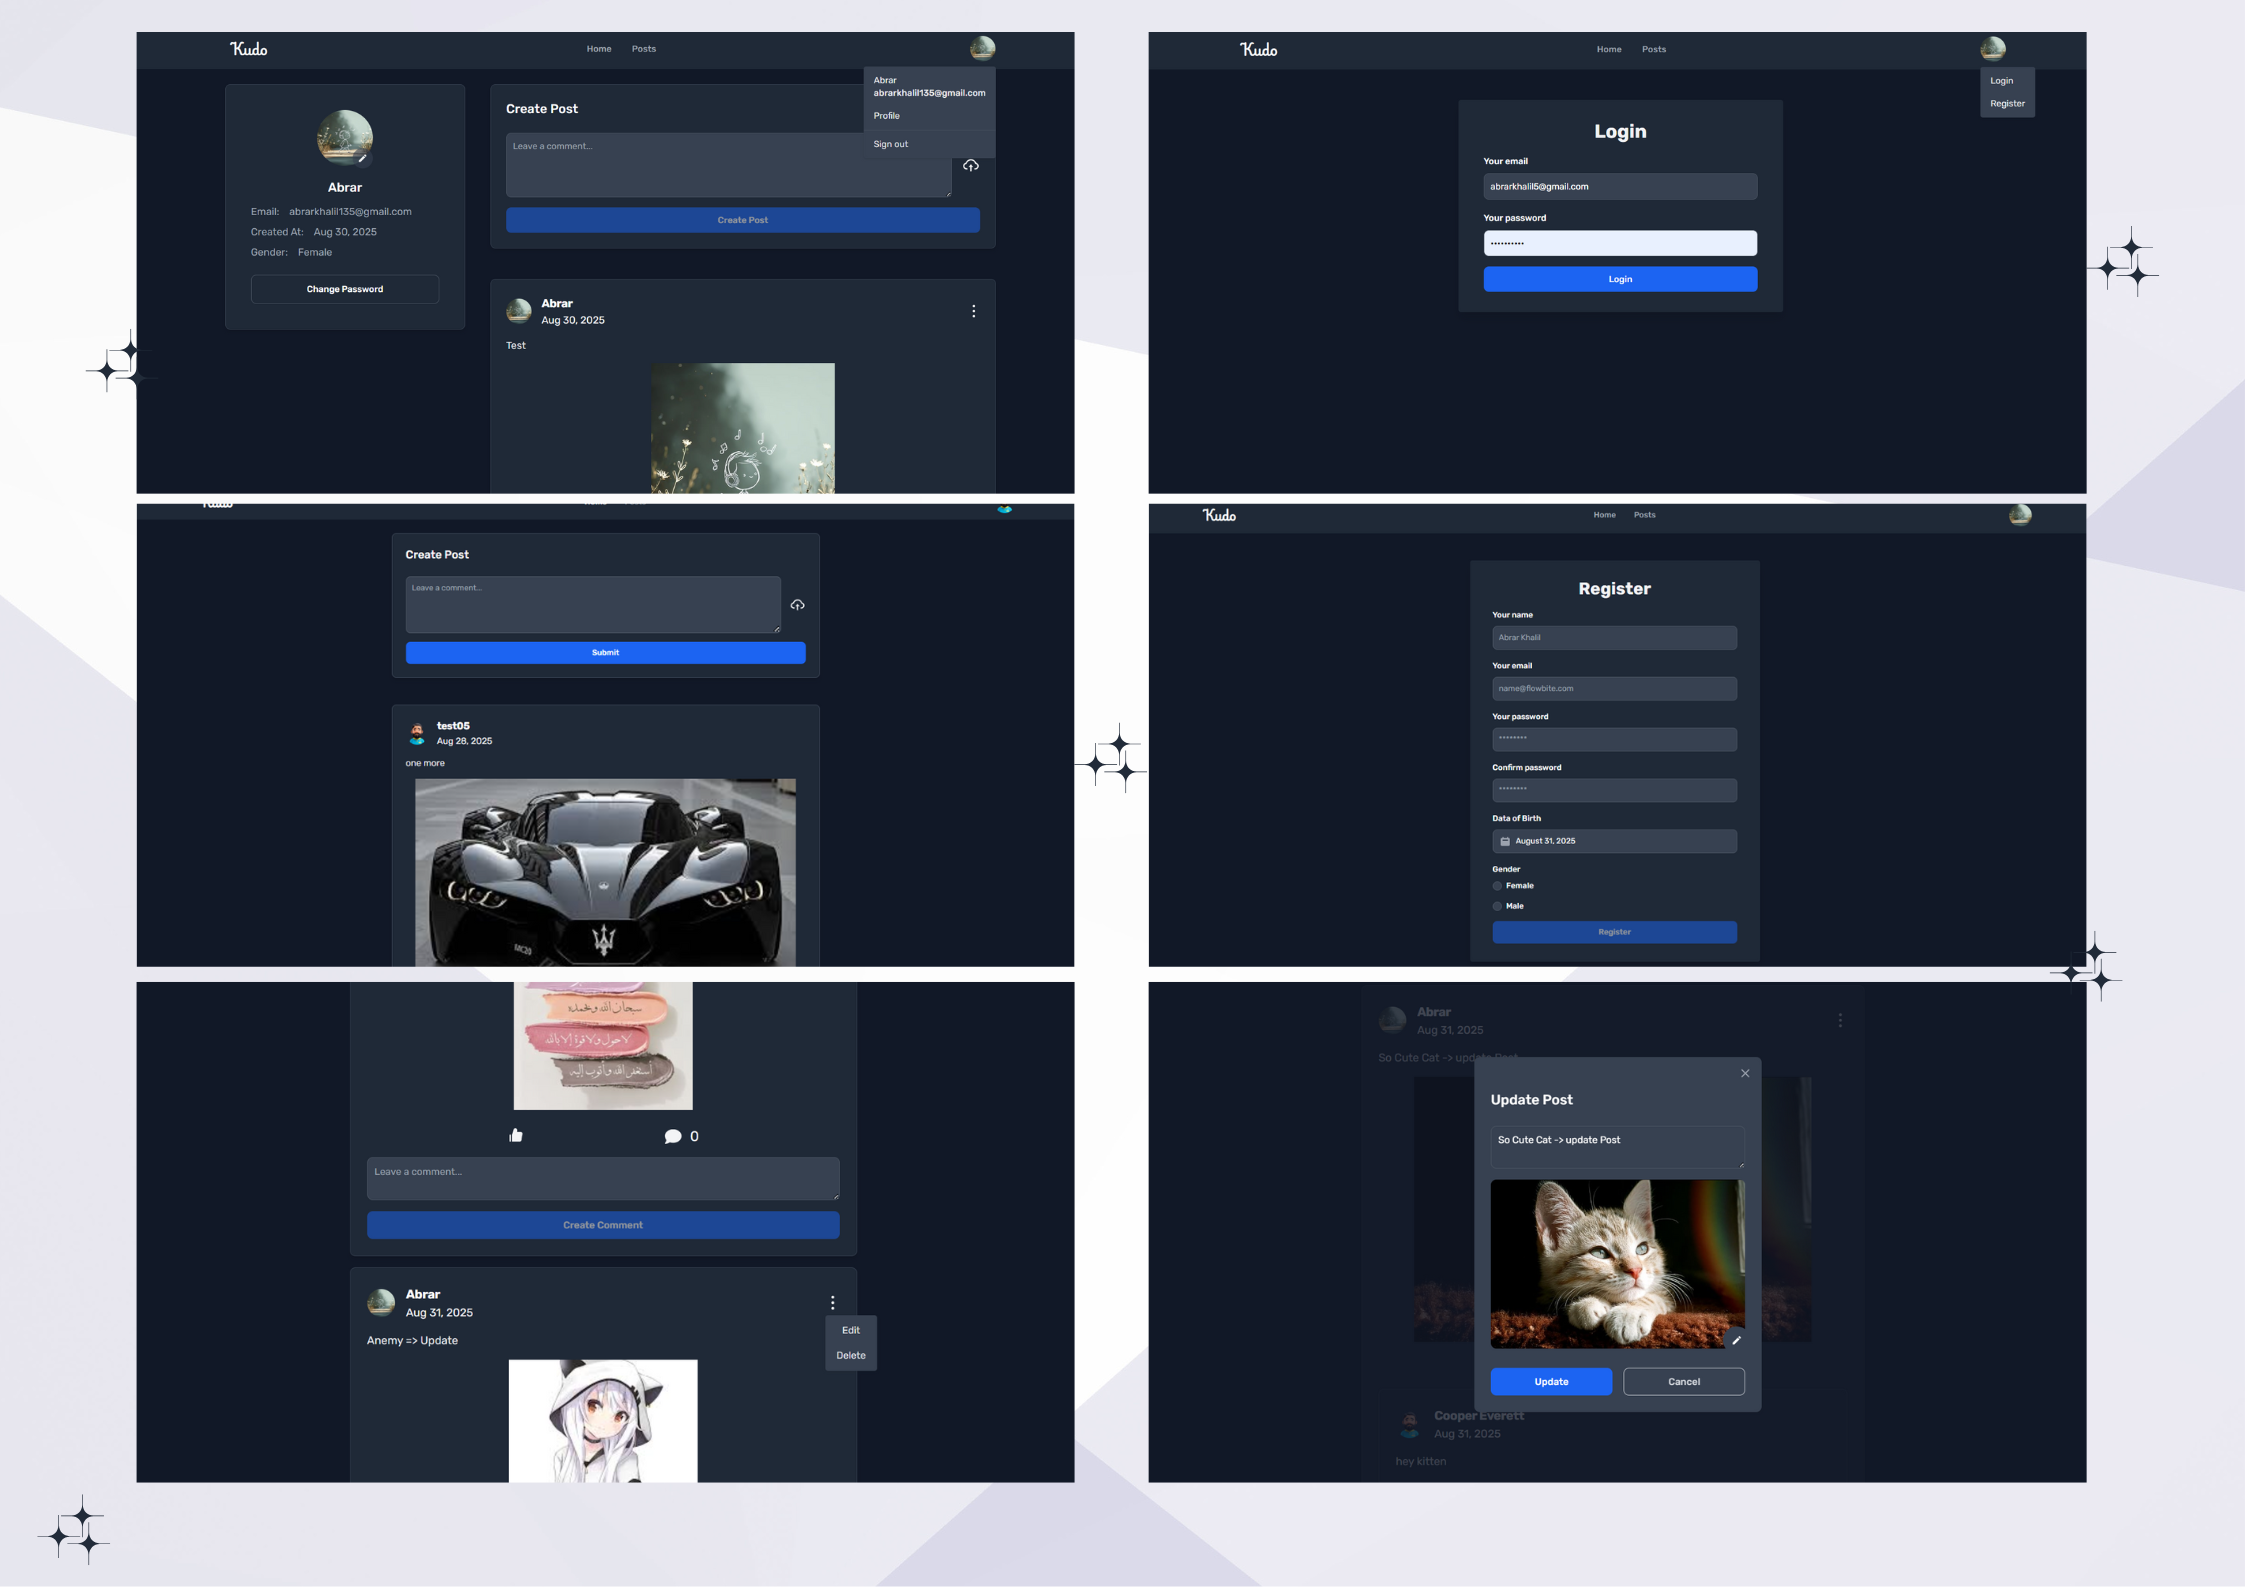 Kudo
Home Posts
Abrar
abrarkhalil135@gmail.com
Profile
Sign out
Abrar
Email: abrarkhalil135@gmail.com
Created At: Aug 30, 2025
Gender: Female
Change Password
Create Post
Leave a comment...
Create Post
Abrar
Aug 30, 2025
Test
Kudo
Home Posts
Login
Register
Login
Your email
abrarkhalil5@gmail.com
Your password
••••••••••
Login
Kudo
Create Post
Leave a comment...
Submit
test05
Aug 28, 2025
one more
MC20
Kudo
Home Posts
Register
Your name
Abrar Khalil
Your email
name@flowbite.com
Your password
••••••••
Confirm password
••••••••
Data of Birth
August 31, 2025
Gender
Female
Male
Register
سبحان الله وبحمده
لا حول ولا قوة إلا بالله
أستغفر الله وأتوب إليه
0
Leave a comment...
Create Comment
Abrar
Aug 31, 2025
Anemy => Update
Edit
Delete
Abrar
Aug 31, 2025
So Cute Cat -> update Post
Update Post
So Cute Cat -> update Post
Update
Cancel
Cooper Everett
Aug 31, 2025
hey kitten